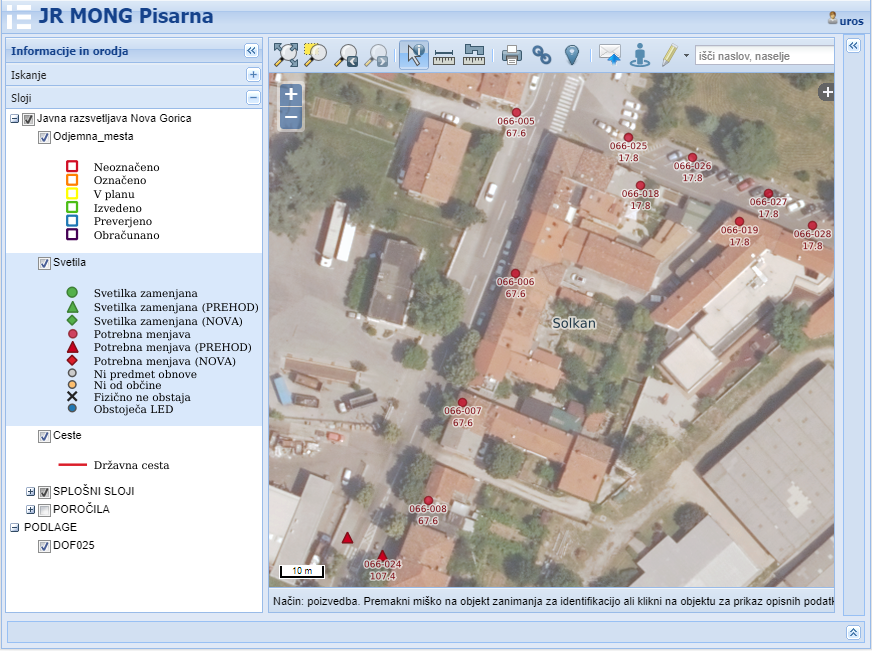 JR MONG Pisarna
uros
Informacije in orodja
Iskanje
Sloji
Javna razsvetljava Nova Gorica
Odjemna_mesta
Neoznačeno
Označeno
V planu
Izvedeno
Preverjeno
Obračunano
Svetila
Svetilka zamenjana
Svetilka zamenjana (PREHOD)
Svetilka zamenjana (NOVA)
Potrebna menjava
Potrebna menjava (PREHOD)
Potrebna menjava (NOVA)
Ni predmet obnove
Ni od občine
Fizično ne obstaja
Obstoječa LED
Ceste
Državna cesta
SPLOŠNI SLOJI
POROČILA
PODLAGE
DOF025
išči naslov, naselje
066-005
67.6
066-025
17.8
066-026
17.8
066-018
17.8
066-027
17.8
066-019
17.8
066-028
17.8
066-006
67.6
Solkan
066-007
67.6
066-008
67.6
066-024
107.4
10 m
Način: poizvedba. Premakni miško na objekt zanimanja za identifikacijo ali klikni na objektu za prikaz opisnih podatk